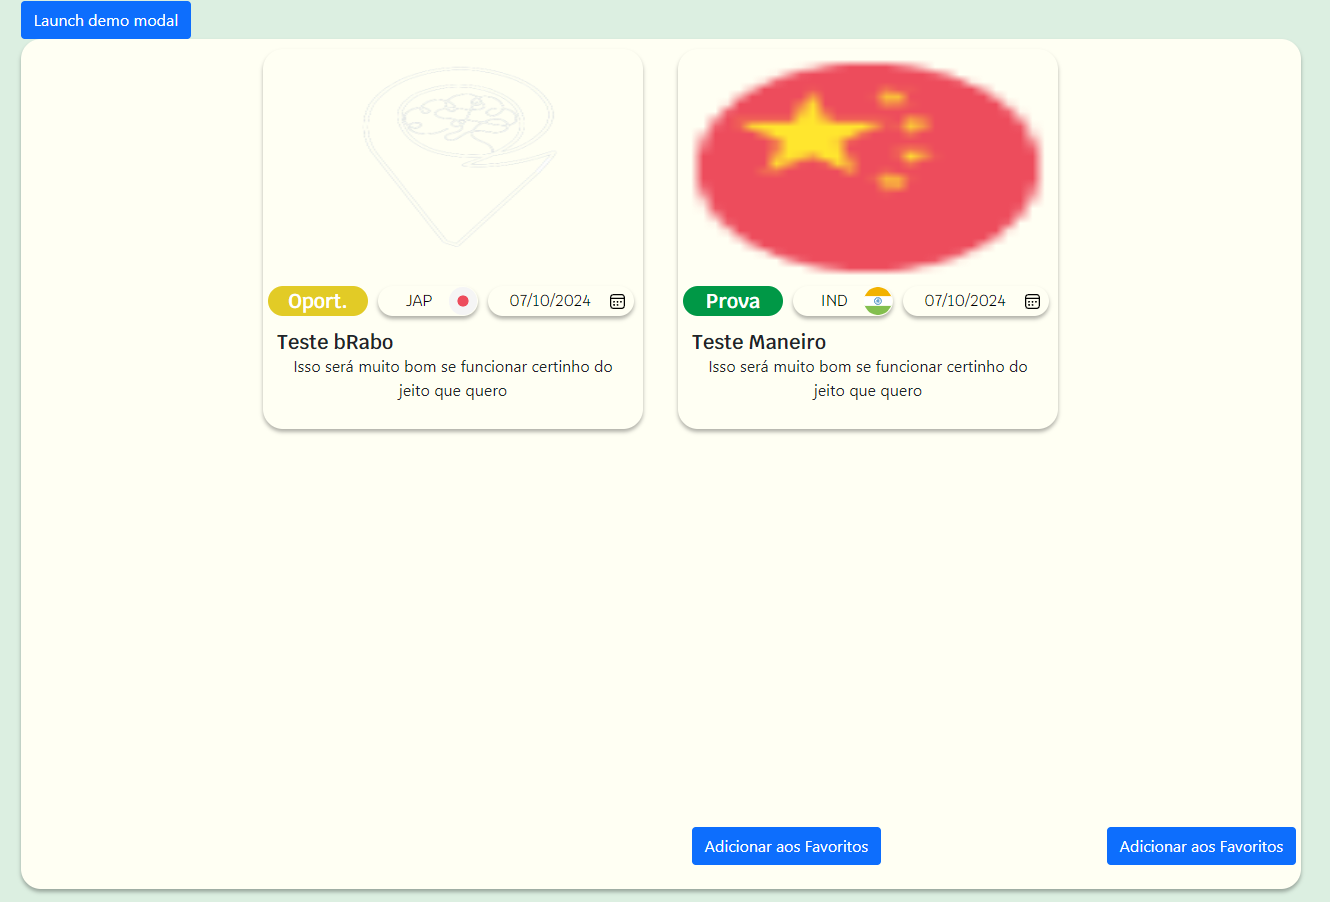 Launch demo modal
Oport. JAP 07/10/2024
Teste bRabo
Isso será muito bom se funcionar certinho do
jeito que quero
Prova IND 07/10/2024
Teste Maneiro
Isso será muito bom se funcionar certinho do
jeito que quero
Adicionar aos Favoritos
Adicionar aos Favoritos